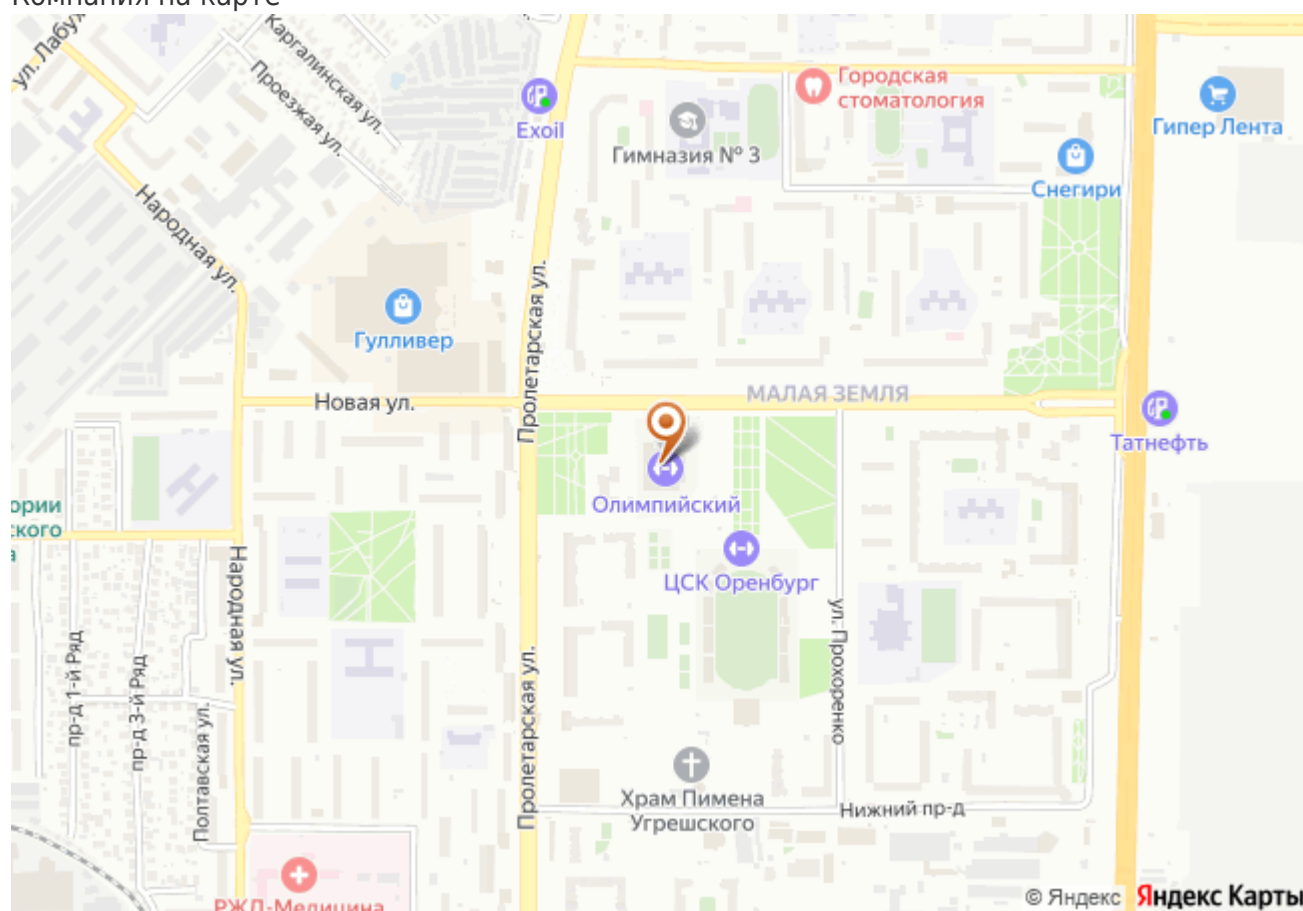 Компания на карте
ул. Лабуж
Каргалинская ул.
Проезжая ул.
Exoil
Городская
стоматология
Гимназия № 3
Гипер Лента
Снегири
Народная ул.
Гулливер
Пролетарская ул.
Новая ул.
МАЛАЯ ЗЕМЛЯ
Татнефть
Олимпийский
ории
ского
а
ЦСК Оренбург
Народная ул.
ул. Прохоренко
пр-д 1-й Ряд
пр-д 3-й Ряд
Полтавская ул.
Пролетарская ул.
Храм Пимена
Угрешского
Нижний пр-д
РЖД-Медицина
© Яндекс Яндекс Карты